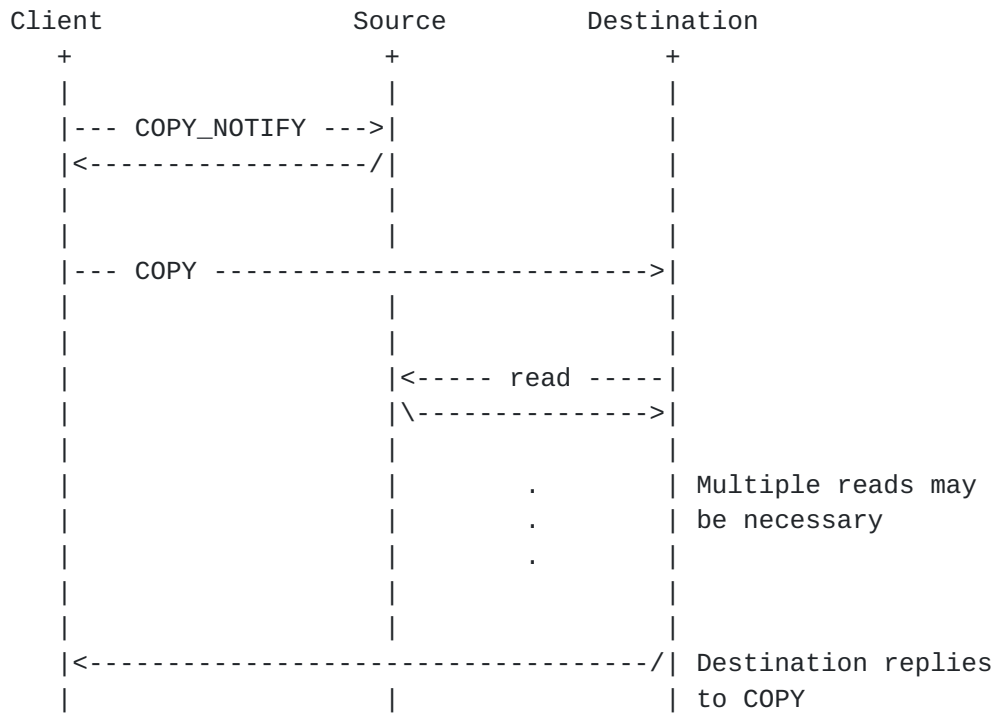 Client Source Destination
+ + +
| | |
|--- COPY_NOTIFY --->| |
|<------------------/| |
| | |
| | |
|--- COPY ---------------------------->|
| | |
| | |
| |<----- read -----|
| |\--------------->|
| | |
| | . | Multiple reads may
| | . | be necessary
| | . |
| | |
| | |
|<------------------------------------/| Destination replies
| | | to COPY